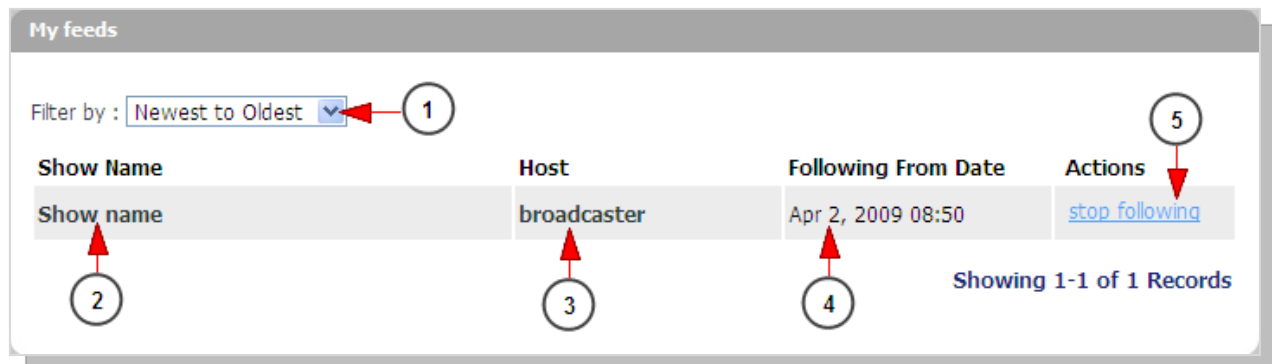 My feeds
Filter by : Newest to Oldest 1
5
Show Name Host Following From Date Actions
Show name broadcaster Apr 2, 2009 08:50 stop following
Showing 1-1 of 1 Records
2 3 4